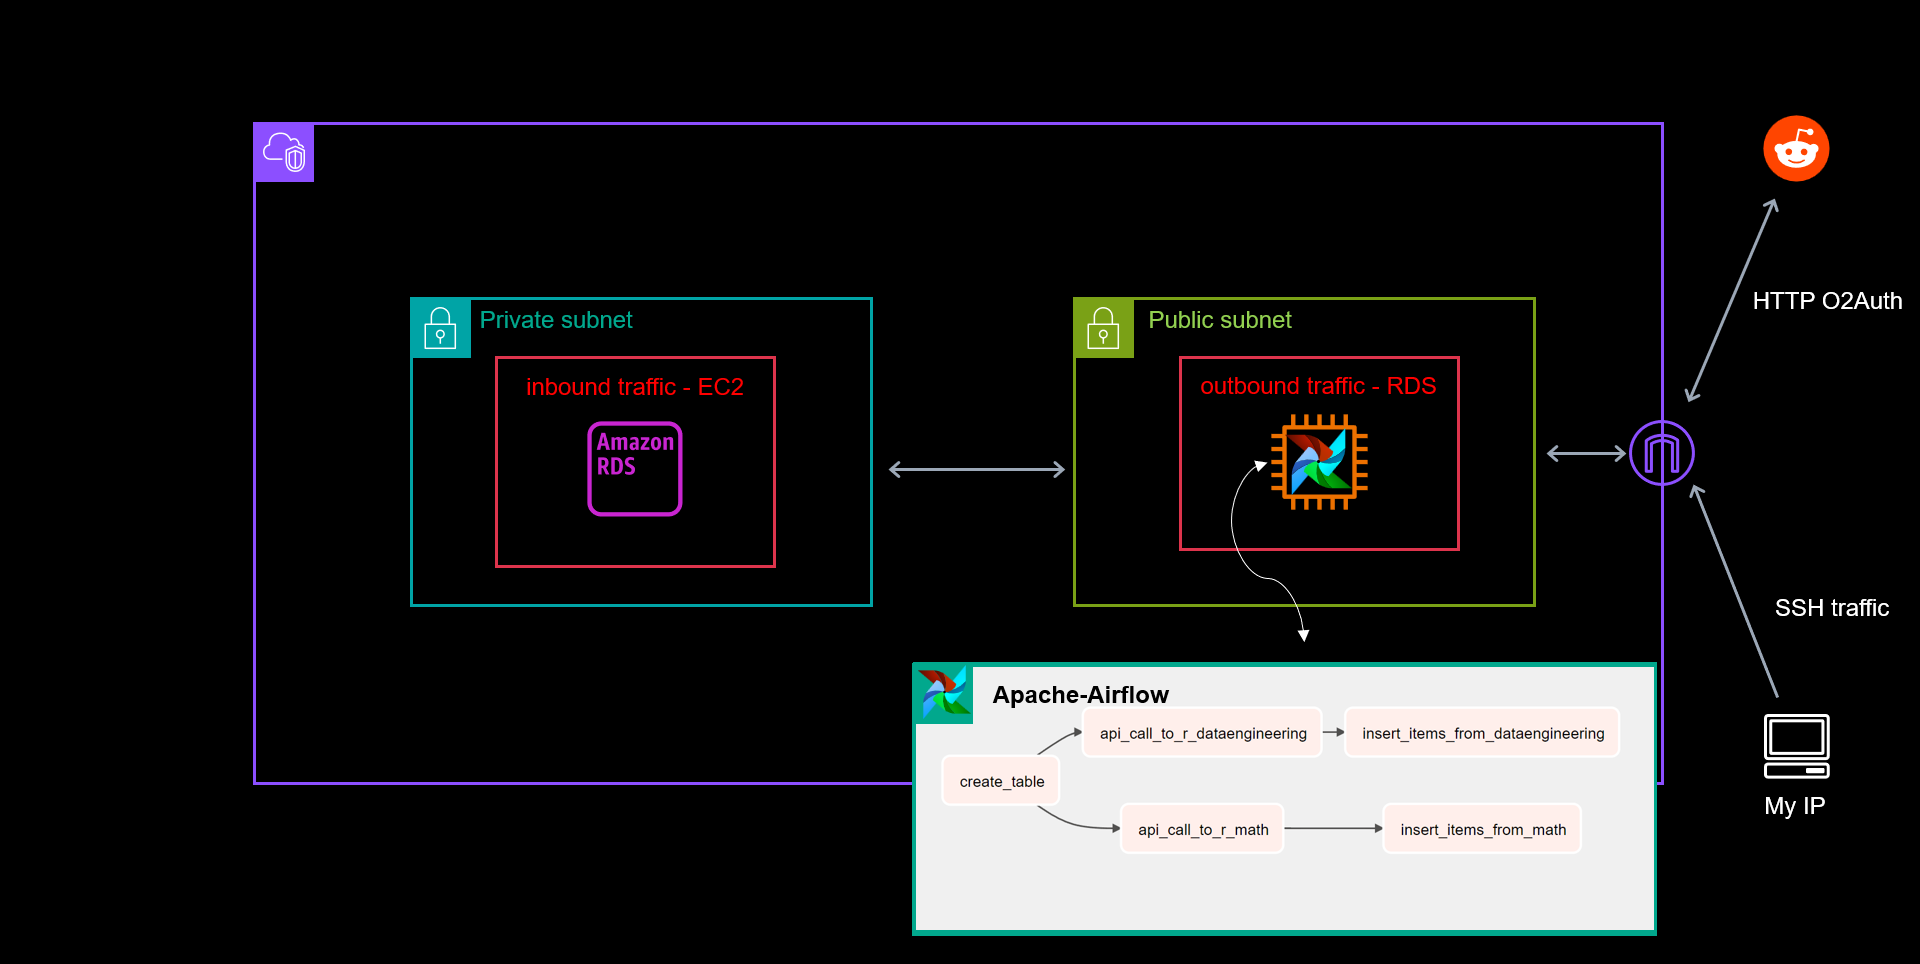 HTTP O2Auth
Private subnet
Public subnet
inbound traffic - EC2
outbound traffic - RDS
Amazon
RDS
SSH traffic
Apache-Airflow
api_call_to_r_dataengineering
insert_items_from_dataengineering
create_table
api_call_to_r_math
insert_items_from_math
My IP